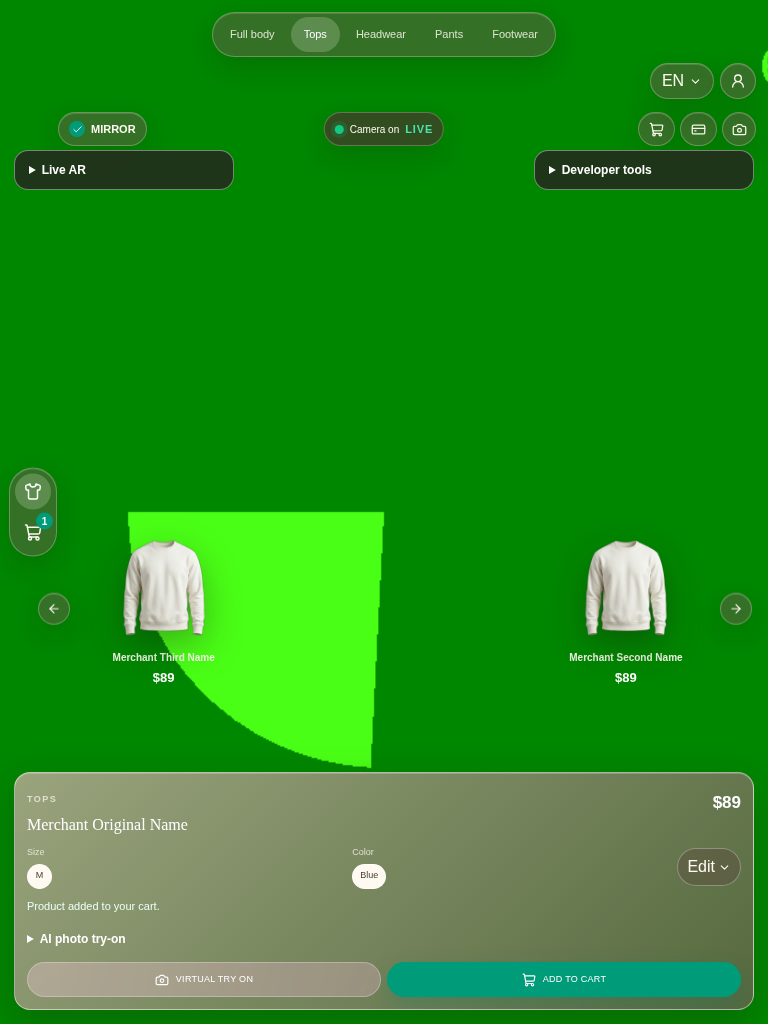 Full body Tops Headwear Pants Footwear
EN
MIRROR Camera on LIVE
Live AR Developer tools
1
Merchant Third Name Merchant Second Name
$89 $89
TOPS $89
Merchant Original Name
Size Color
M Blue Edit
Product added to your cart.
AI photo try-on
VIRTUAL TRY ON ADD TO CART